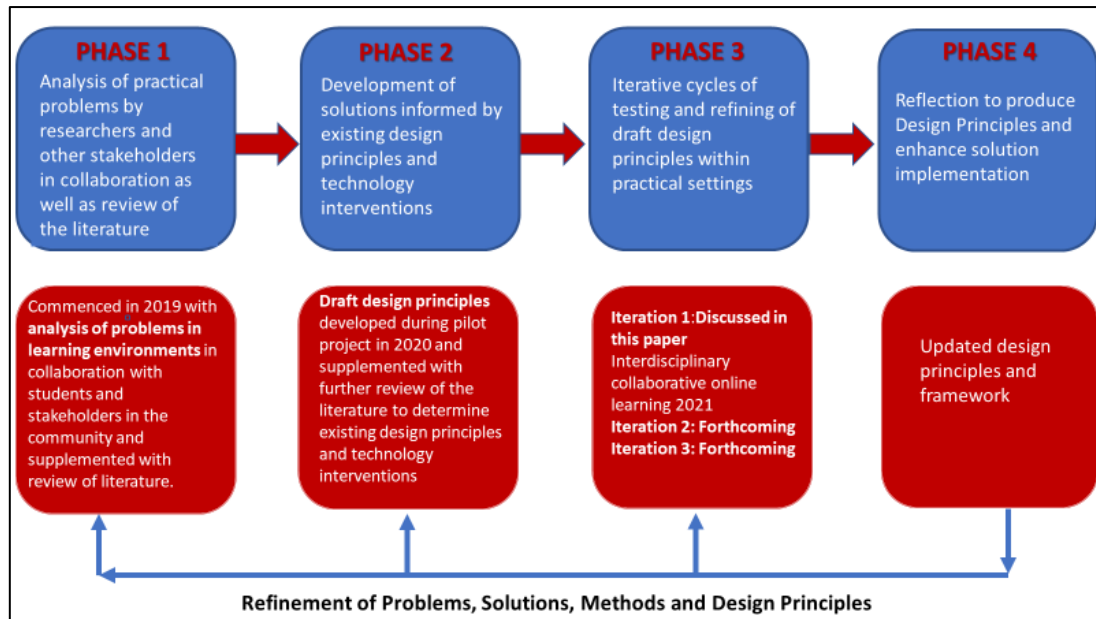 PHASE 1
Analysis of practical
problems by
researchers and
other stakeholders
in collaboration as
well as review of
the literature
PHASE 2
Development of
solutions informed by
existing design
principles and
technology
interventions
PHASE 3
Iterative cycles of
testing and refining of
draft design
principles within
practical settings
PHASE 4
Reflection to produce
Design Principles and
enhance solution
implementation
Commenced in 2019 with
analysis of problems in
learning environments in
collaboration with
students and
stakeholders in the
community and
supplemented with
review of literature.
Draft design principles
developed during pilot
project in 2020 and
supplemented with
further review of the
literature to determine
existing design principles
and technology
interventions
Iteration 1:Discussed in
this paper
Interdisciplinary
collaborative online
learning 2021
Iteration 2: Forthcoming
Iteration 3: Forthcoming
Updated design
principles and
framework
Refinement of Problems, Solutions, Methods and Design Principles